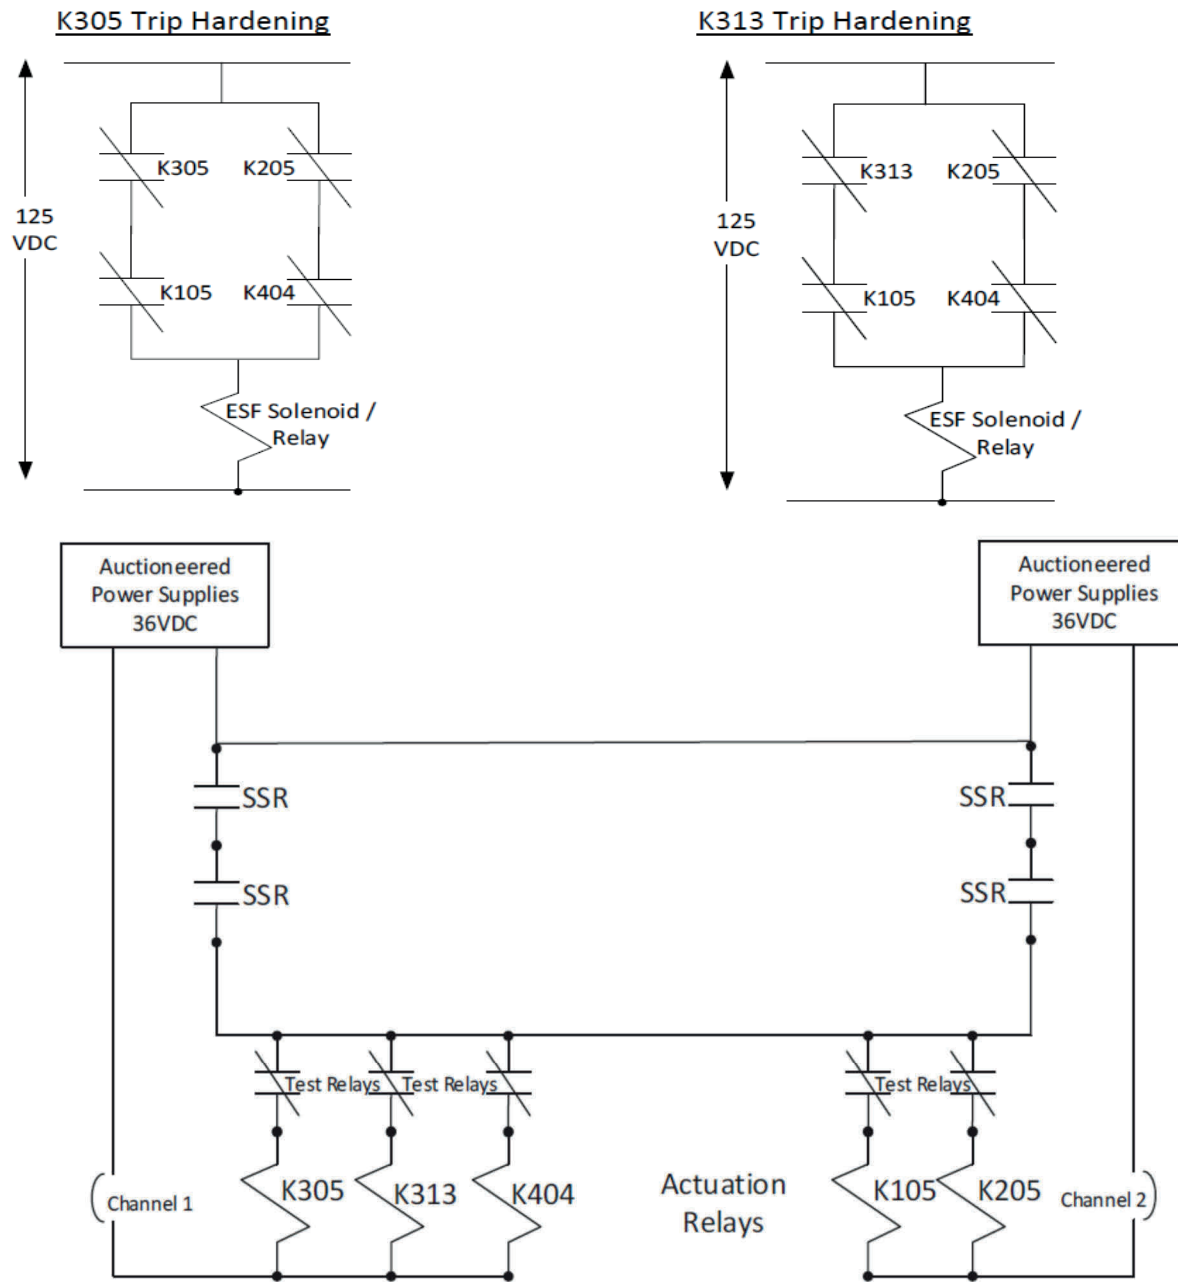 K305 Trip Hardening
K313 Trip Hardening
K305 K205
K313 K205
125
VDC
125
VDC
K105 K404
K105 K404
ESF Solenoid /
Relay
ESF Solenoid /
Relay
Auctioneered
Power Supplies
36VDC
Auctioneered
Power Supplies
36VDC
SSR
SSR
SSR
SSR
Test Relays Test Relays
Test Relays
K305 K313 K404
Actuation
Relays
K105 K205
Channel 1
Channel 2